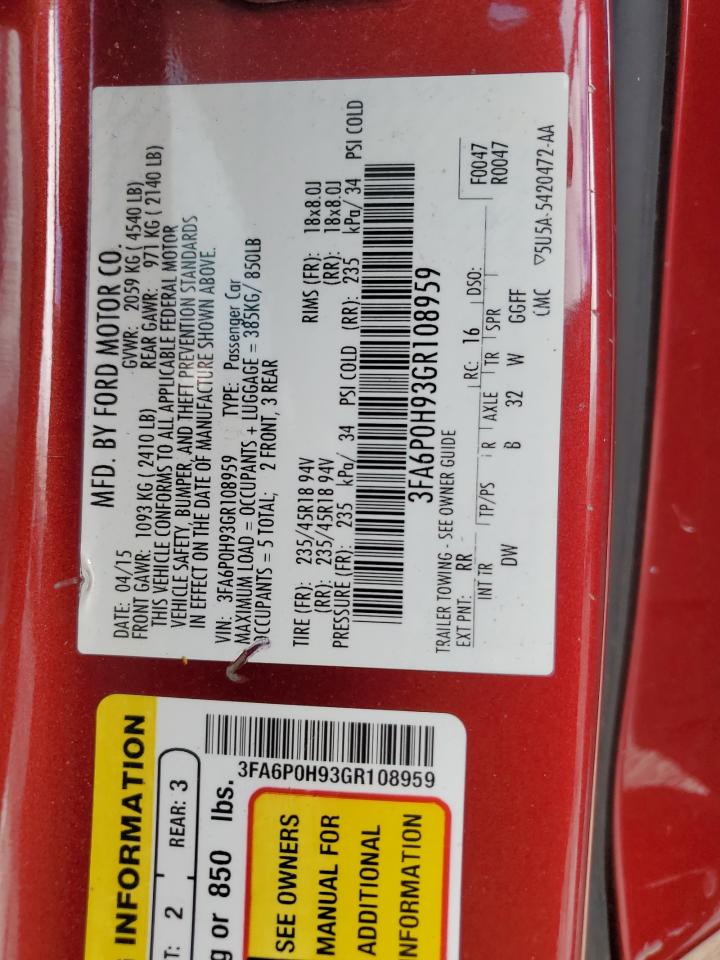 MFD. BY FORD MOTOR CO.
DATE: 04/15 GVWR: 2059 KG ( 4540 LB)
FRONT GAWR: 1093 KG ( 2410 LB) REAR GAWR: 971 KG ( 2140 LB)
THIS VEHICLE CONFORMS TO ALL APPLICABLE FEDERAL MOTOR
VEHICLE SAFETY, BUMPER, AND THEFT PREVENTION STANDARDS
IN EFFECT ON THE DATE OF MANUFACTURE SHOWN ABOVE.
VIN: 3FA6P0H93GR108959 TYPE: Passenger Car
MAXIMUM LOAD = OCCUPANTS + LUGGAGE = 385KG/ 850LB
OCCUPANTS = 5 TOTAL; 2 FRONT, 3 REAR
TIRE (FR): 235/45R18 94V RIMS (FR): 18x8.0J
(RR): 235/45R18 94V (RR): 18x8.0J
PRESSURE (FR): 235 kPa/ 34 PSI COLD (RR): 235 kPa/ 34 PSI COLD
3FA6P0H93GR108959
TRAILER TOWING - SEE OWNER GUIDE F0047
EXT PNT: RR RC: 16 DSO: R0047
INT TR TP/PS R AXLE TR SPR
DW B 32 W GGFF
CMC ▽5U5A-5420472-AA
INFORMATION
2 REAR: 3
or 850 lbs.
3FA6P0H93GR108959
SEE OWNERS
MANUAL FOR
ADDITIONAL
INFORMATION